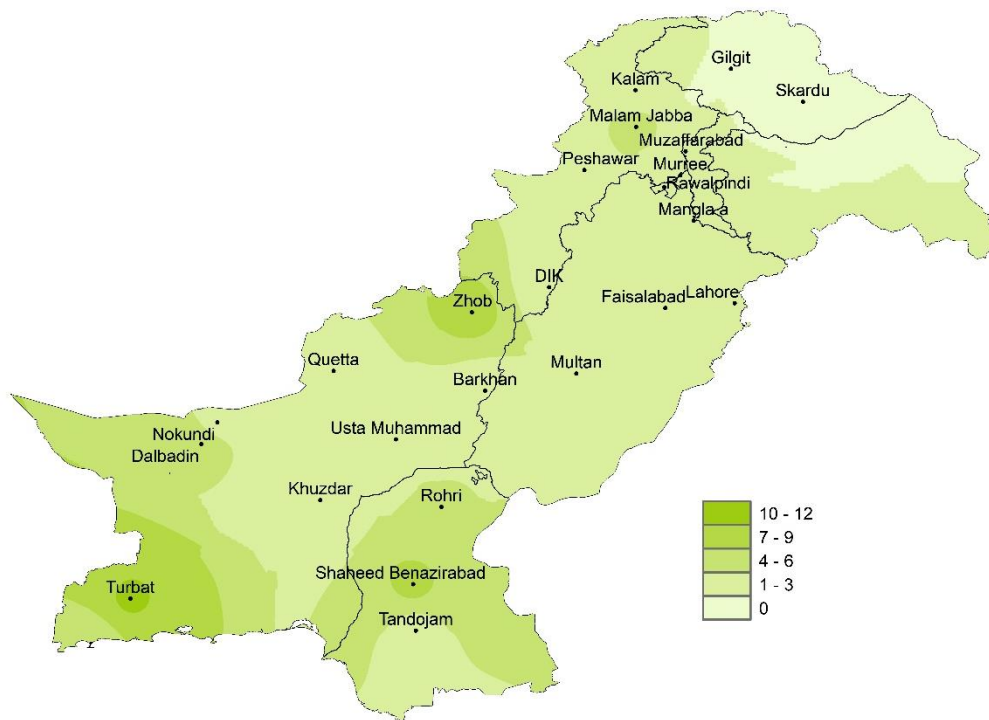 Gilgit
Skardu
Kalam
Malam Jabba
Muzaffarabad
Peshawar
Murree
Rawalpindi
Mangla a
DIK
Zhob
Faisalabad
Lahore
Quetta
Multan
Barkhan
Usta Muhammad
Nokundi
Dalbadin
Khuzdar
Rohri
10 - 12
7 - 9
4 - 6
1 - 3
0
Shaheed Benazirabad
Turbat
Tandojam